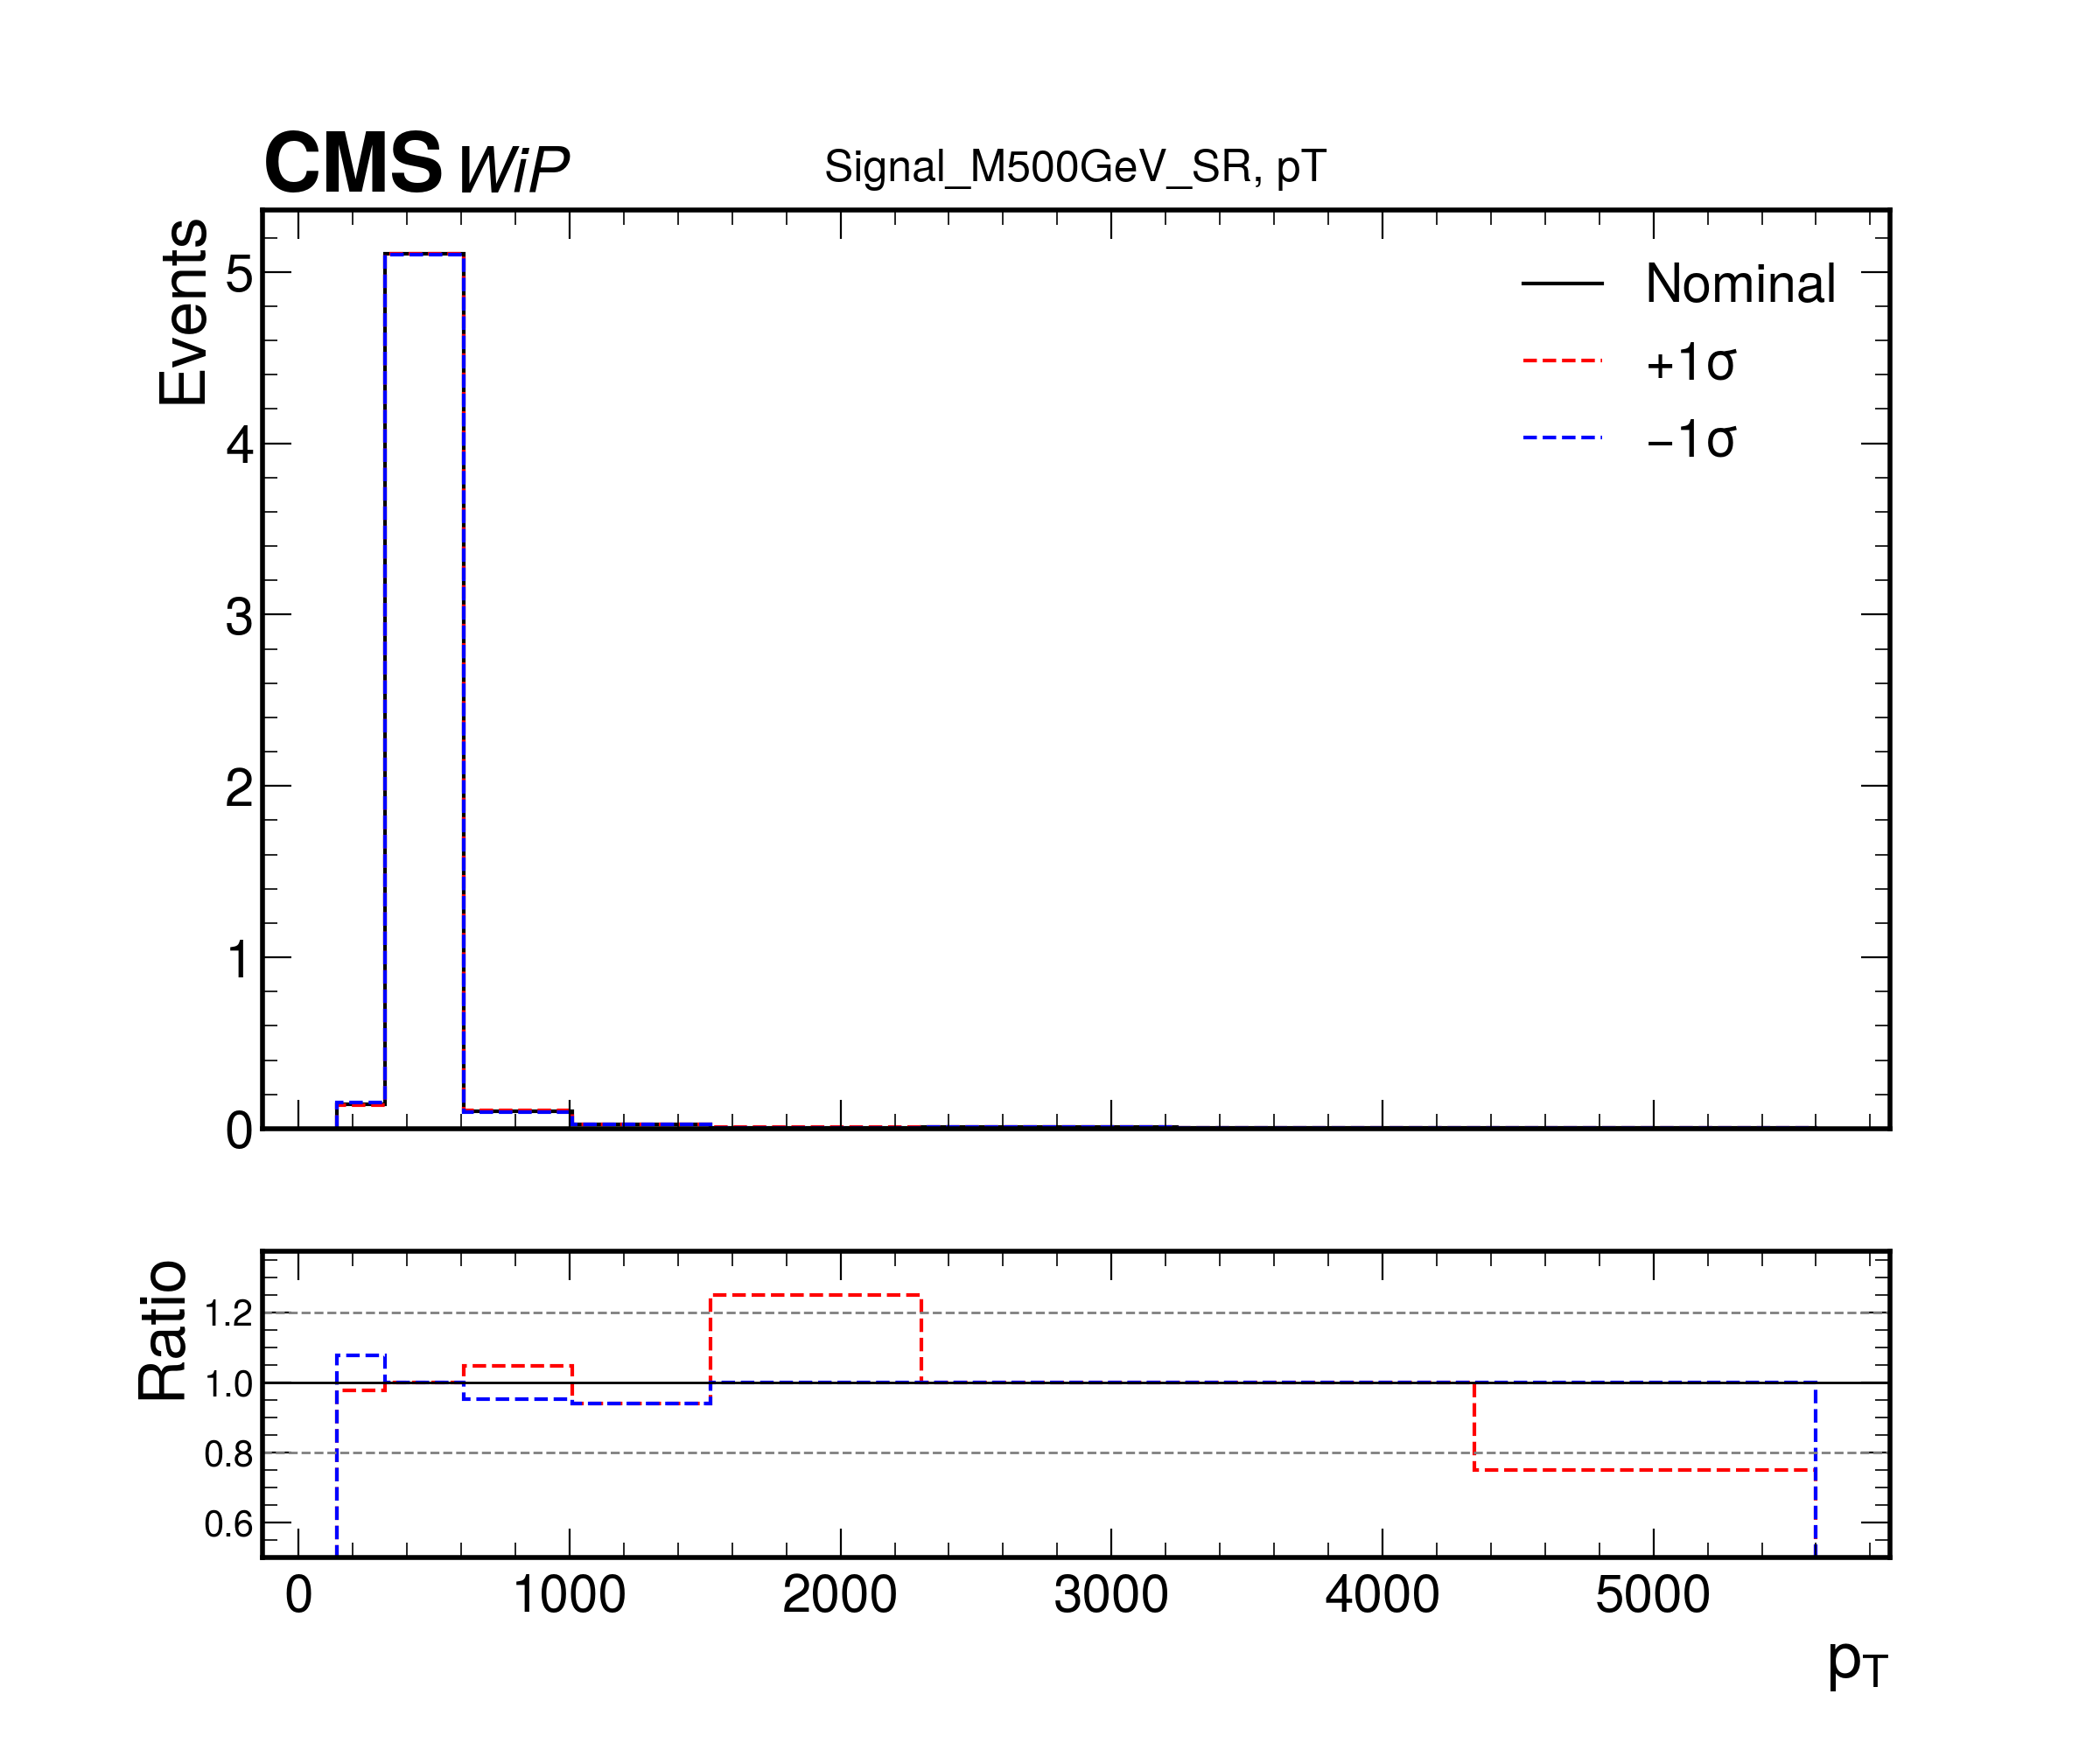 CMS WiP
Signal_M500GeV_SR, pT
Events
5
4
3
2
1
0
Nominal
+1σ
−1σ
Ratio
1.2
1.0
0.8
0.6
0 1000 2000 3000 4000 5000
pT